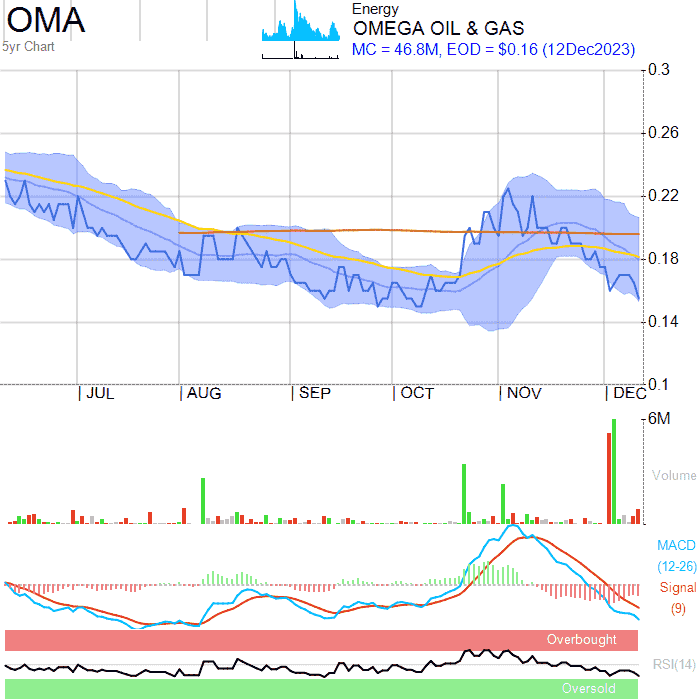 OMA
5yr Chart
Energy
OMEGA OIL & GAS
MC = 46.8M, EOD = $0.16 (12Dec2023)
0.3
0.26
0.22
0.18
0.14
0.1
JUL AUG SEP OCT NOV DEC
6M
Volume
MACD
(12-26)
Signal
(9)
Overbought
RSI(14)
Oversold